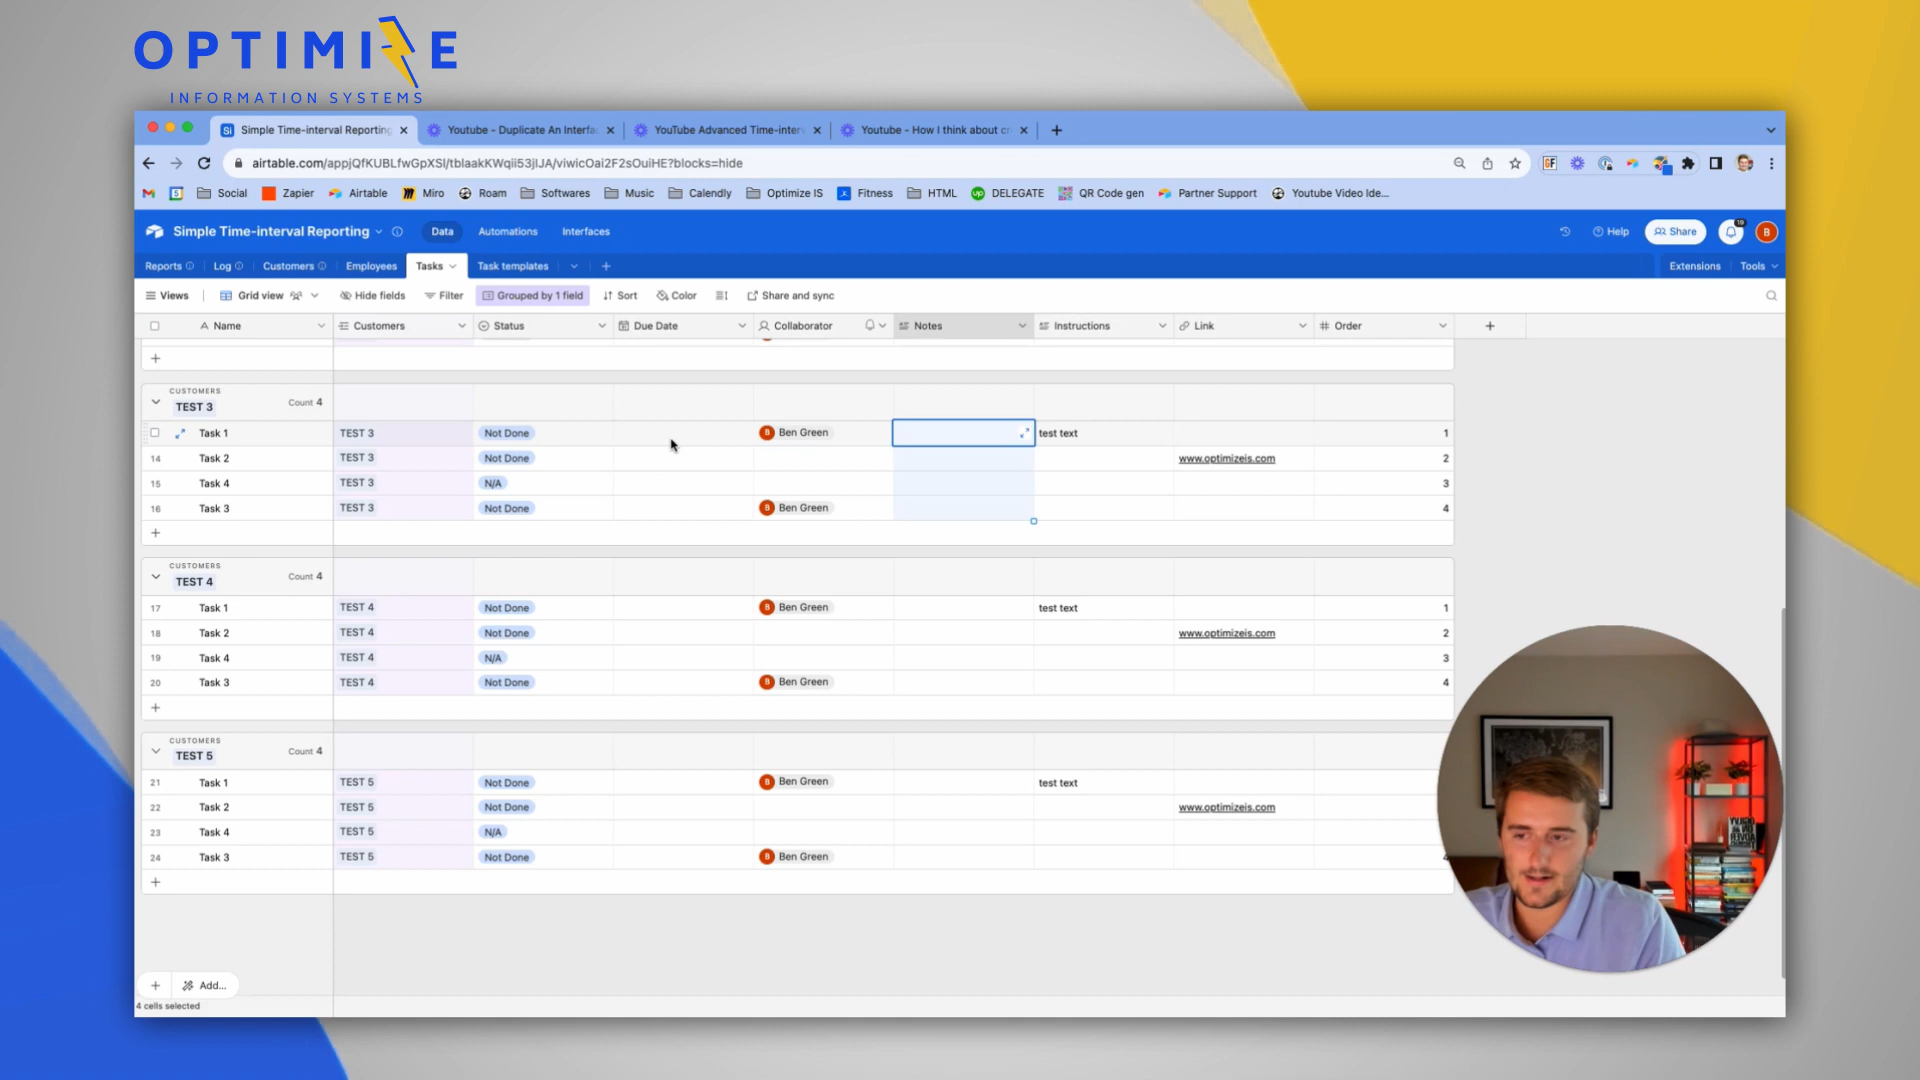 OPTIMIZE
INFORMATION SYSTEMS
Simple Time-interval Reporting
Youtube - Duplicate An Interfa
YouTube Advanced Time-inter
Youtube - How I think about cr
airtable.com/appjQfKUBLfwGpXSl/tblaakKWqii53jIJA/viwicOai2F2sOuiHE?blocks=hide
Social
Zapier
Airtable
Miro
Roam
Softwares
Music
Calendly
Optimize IS
Fitness
HTML
DELEGATE
QR Code gen
Partner Support
Youtube Video Ide...
Simple Time-interval Reporting
Data
Automations
Interfaces
Help
Share
19
B
Reports
Log
Customers
Employees
Tasks
Task templates
Extensions
Tools
Views
Grid view
Hide fields
Filter
Grouped by 1 field
Sort
Color
Share and sync
Name
Customers
Status
Due Date
Collaborator
Notes
Instructions
Link
Order
CUSTOMERS
TEST 3
Count 4
Task 1 TEST 3 Not Done B Ben Green test text 1
14 Task 2 TEST 3 Not Done www.optimizeis.com 2
15 Task 4 TEST 3 N/A 3
16 Task 3 TEST 3 Not Done B Ben Green 4
CUSTOMERS
TEST 4
Count 4
17 Task 1 TEST 4 Not Done B Ben Green test text 1
18 Task 2 TEST 4 Not Done www.optimizeis.com 2
19 Task 4 TEST 4 N/A 3
20 Task 3 TEST 4 Not Done B Ben Green 4
CUSTOMERS
TEST 5
Count 4
21 Task 1 TEST 5 Not Done B Ben Green test text
22 Task 2 TEST 5 Not Done www.optimizeis.com
23 Task 4 TEST 5 N/A
24 Task 3 TEST 5 Not Done B Ben Green
Add...
4 cells selected